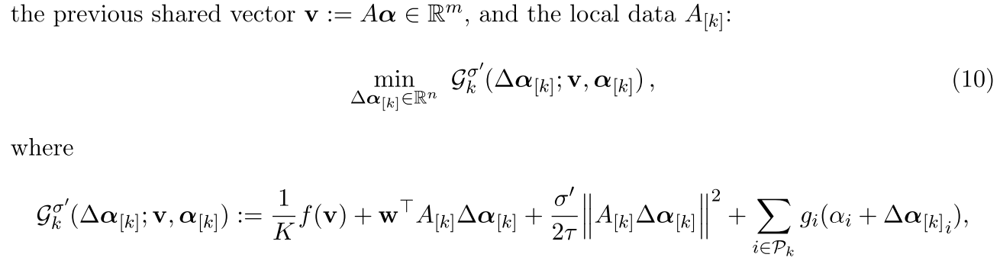 the previous shared vector $\mathbf{v} := A\boldsymbol{\alpha} \in \mathbb{R}^m$, and the local data $A_{[k]}$:
$$\min_{\Delta\boldsymbol{\alpha}_{[k]} \in \mathbb{R}^n} \mathcal{G}_k^{\sigma'}(\Delta\boldsymbol{\alpha}_{[k]}; \mathbf{v}, \boldsymbol{\alpha}_{[k]}), \quad (10)$$
where
$$\mathcal{G}_k^{\sigma'}(\Delta\boldsymbol{\alpha}_{[k]}; \mathbf{v}, \boldsymbol{\alpha}_{[k]}) := \frac{1}{K} f(\mathbf{v}) + \mathbf{w}^\top A_{[k]} \Delta\boldsymbol{\alpha}_{[k]} + \frac{\sigma'}{2\tau} \left\| A_{[k]} \Delta\boldsymbol{\alpha}_{[k]} \right\|^2 + \sum_{i \in \mathcal{P}_k} g_i(\alpha_i + \Delta\boldsymbol{\alpha}_{[k]_i}),$$